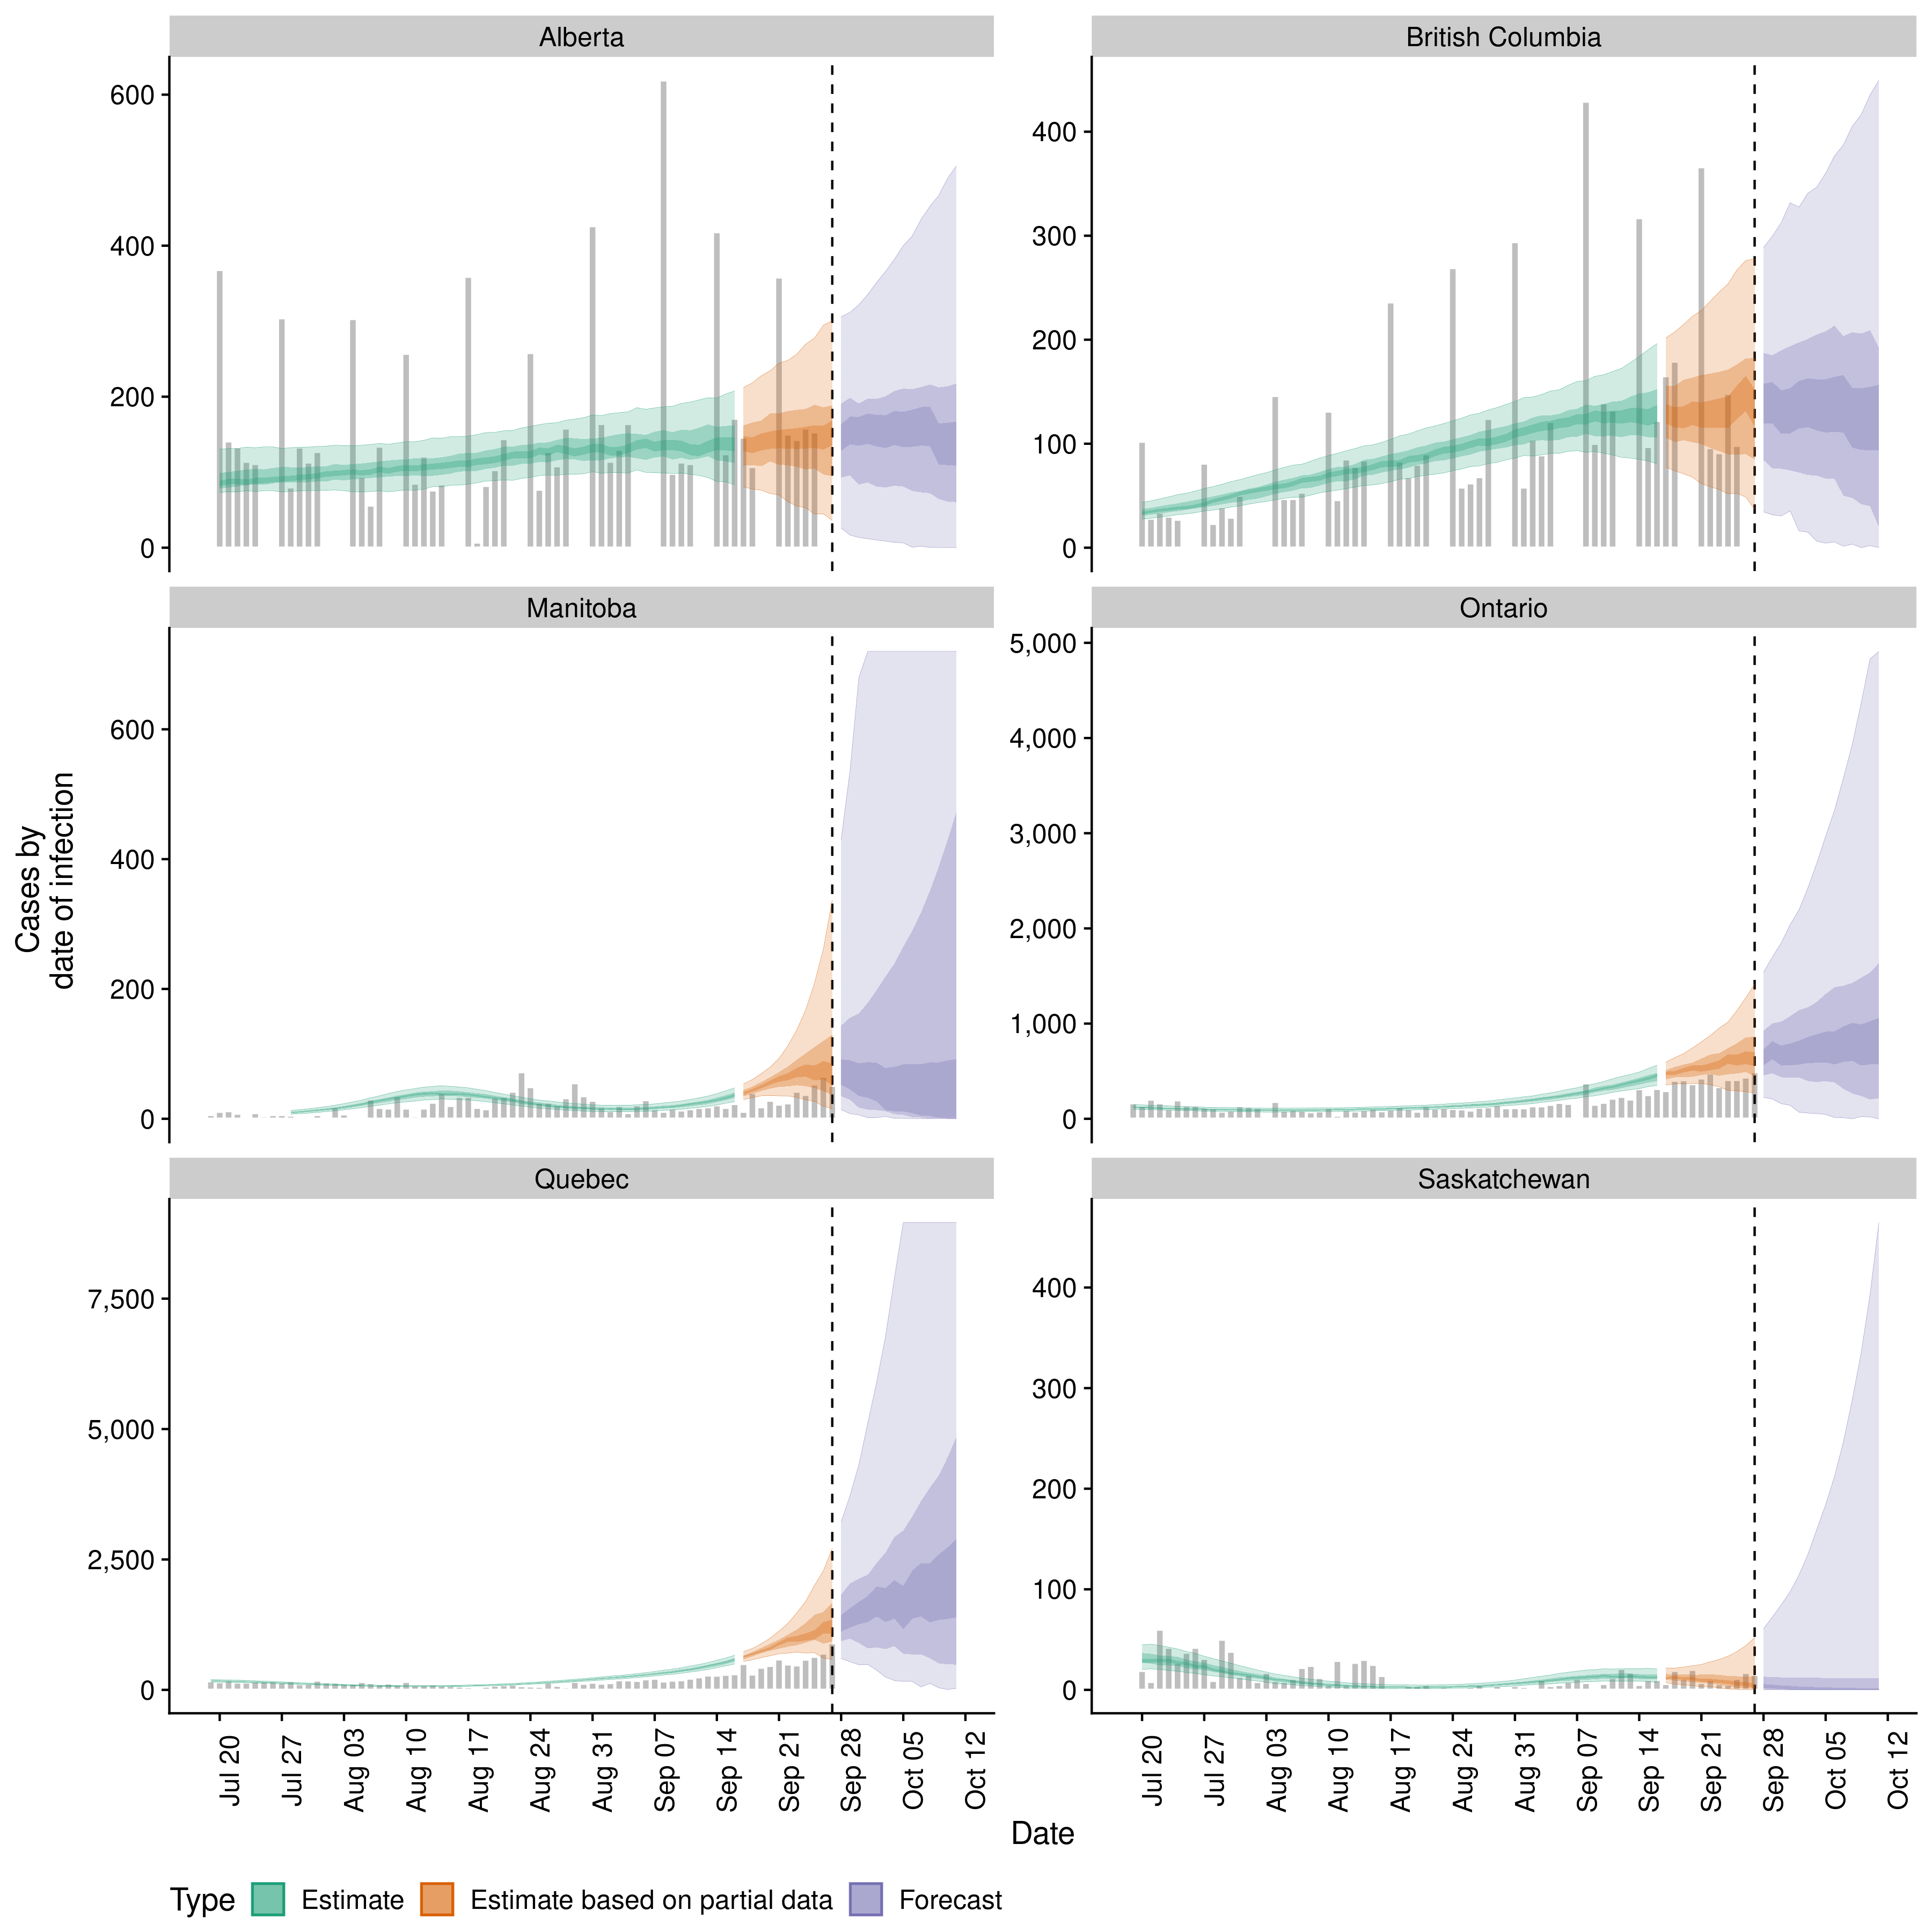 Alberta
British Columbia
600
400
200
0
400
300
200
100
0
Manitoba
Ontario
600
400
200
0
5,000
4,000
3,000
2,000
1,000
0
Cases by
date of infection
Quebec
Saskatchewan
7,500
5,000
2,500
0
400
300
200
100
0
Jul 20
Jul 27
Aug 03
Aug 10
Aug 17
Aug 24
Aug 31
Sep 07
Sep 14
Sep 21
Sep 28
Oct 05
Oct 12
Jul 20
Jul 27
Aug 03
Aug 10
Aug 17
Aug 24
Aug 31
Sep 07
Sep 14
Sep 21
Sep 28
Oct 05
Oct 12
Date
Type Estimate Estimate based on partial data Forecast